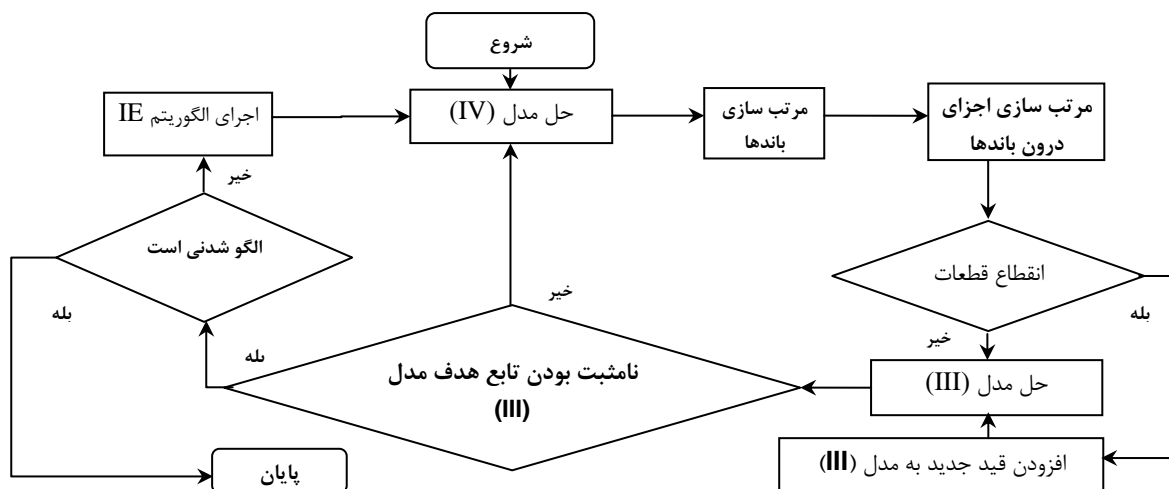 شروع
حل مدل (IV)
مرتب سازی
باندها
مرتب سازی اجزای
درون باندها
اجرای الگوریتم IE
خیر
الگو شدنی است
بله
انقطاع قطعات
بله
خیر
خیر
نامثبت بودن تابع هدف مدل
(III)
بله
حل مدل (III)
افزودن قید جدید به مدل (III)
پایان